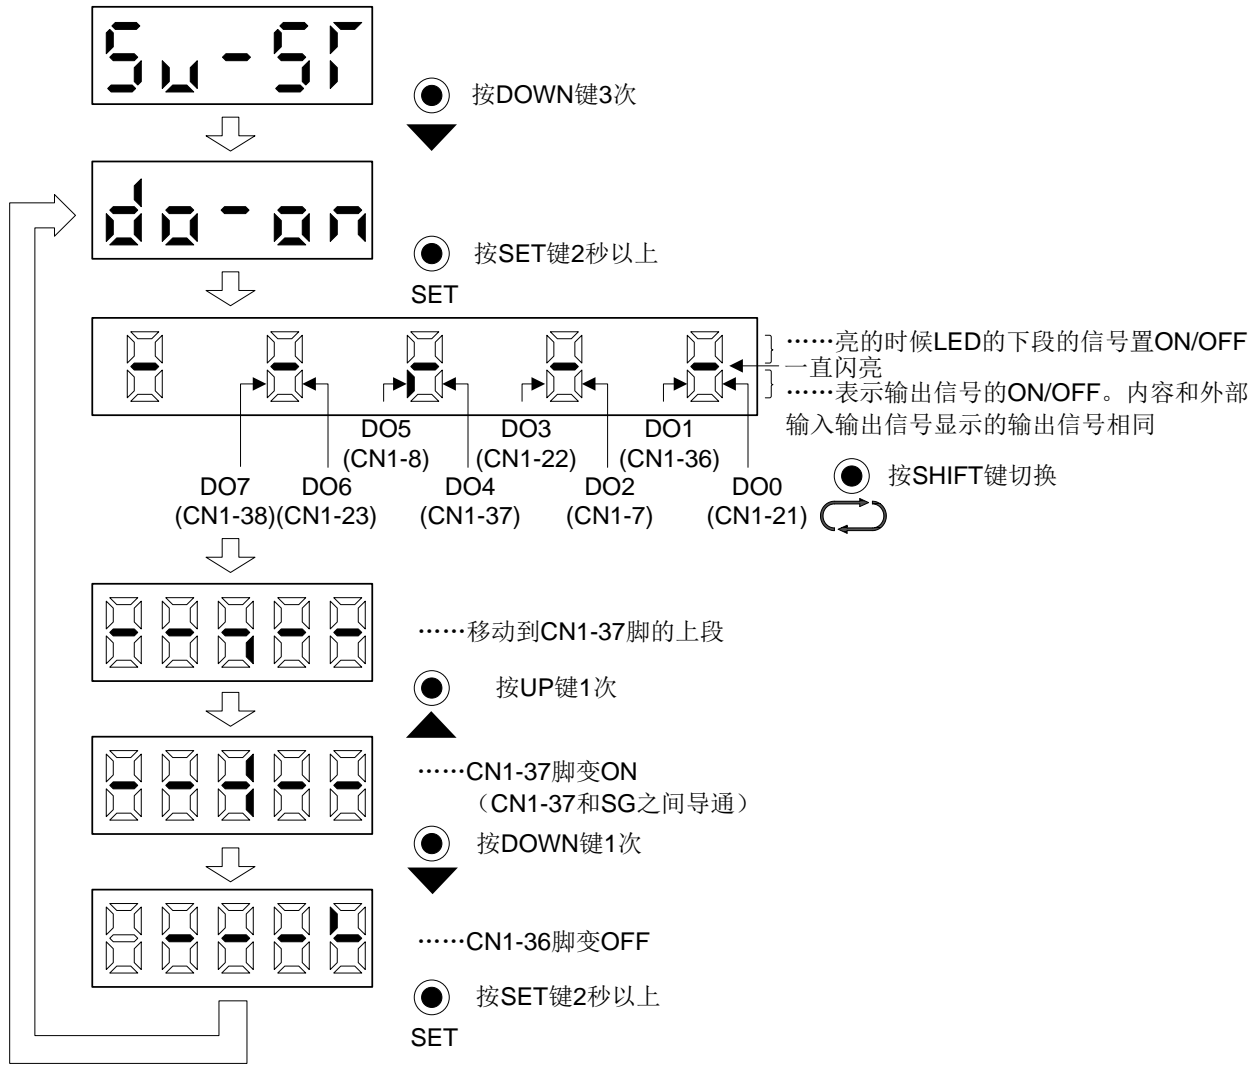 Su-ST
按DOWN键3次
do-on
按SET键2秒以上
SET
……亮的时候LED的下段的信号置ON/OFF
一直闪亮
……表示输出信号的ON/OFF。内容和外部
输入输出信号显示的输出信号相同
DO5 DO3 DO1
(CN1-8) (CN1-22) (CN1-36)
按SHIFT键切换
DO7 DO6 DO4 DO2 DO0
(CN1-38)(CN1-23) (CN1-37) (CN1-7) (CN1-21)
……移动到CN1-37脚的上段
按UP键1次
……CN1-37脚变ON
（CN1-37和SG之间导通）
按DOWN键1次
……CN1-36脚变OFF
按SET键2秒以上
SET